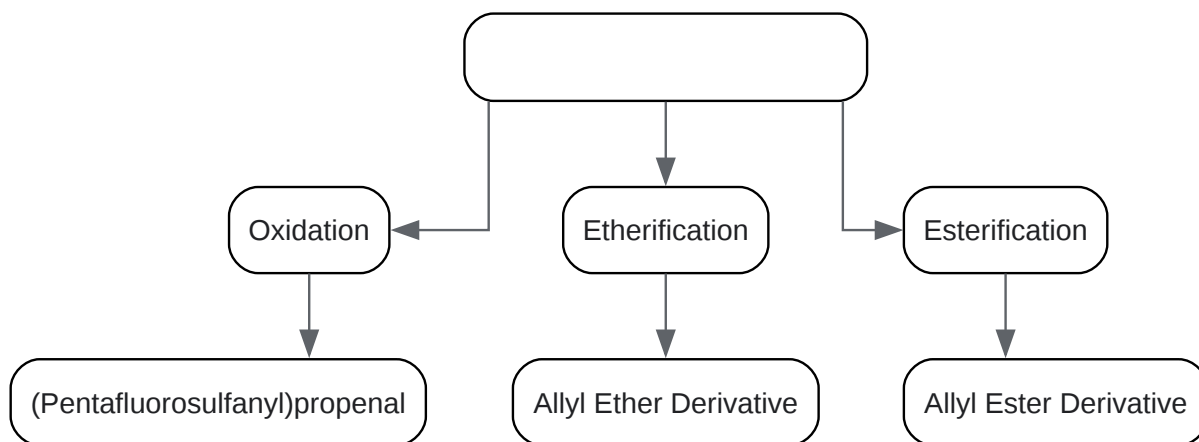 Oxidation
Etherification
Esterification
(Pentafluorosulfanyl)propenal
Allyl Ether Derivative
Allyl Ester Derivative